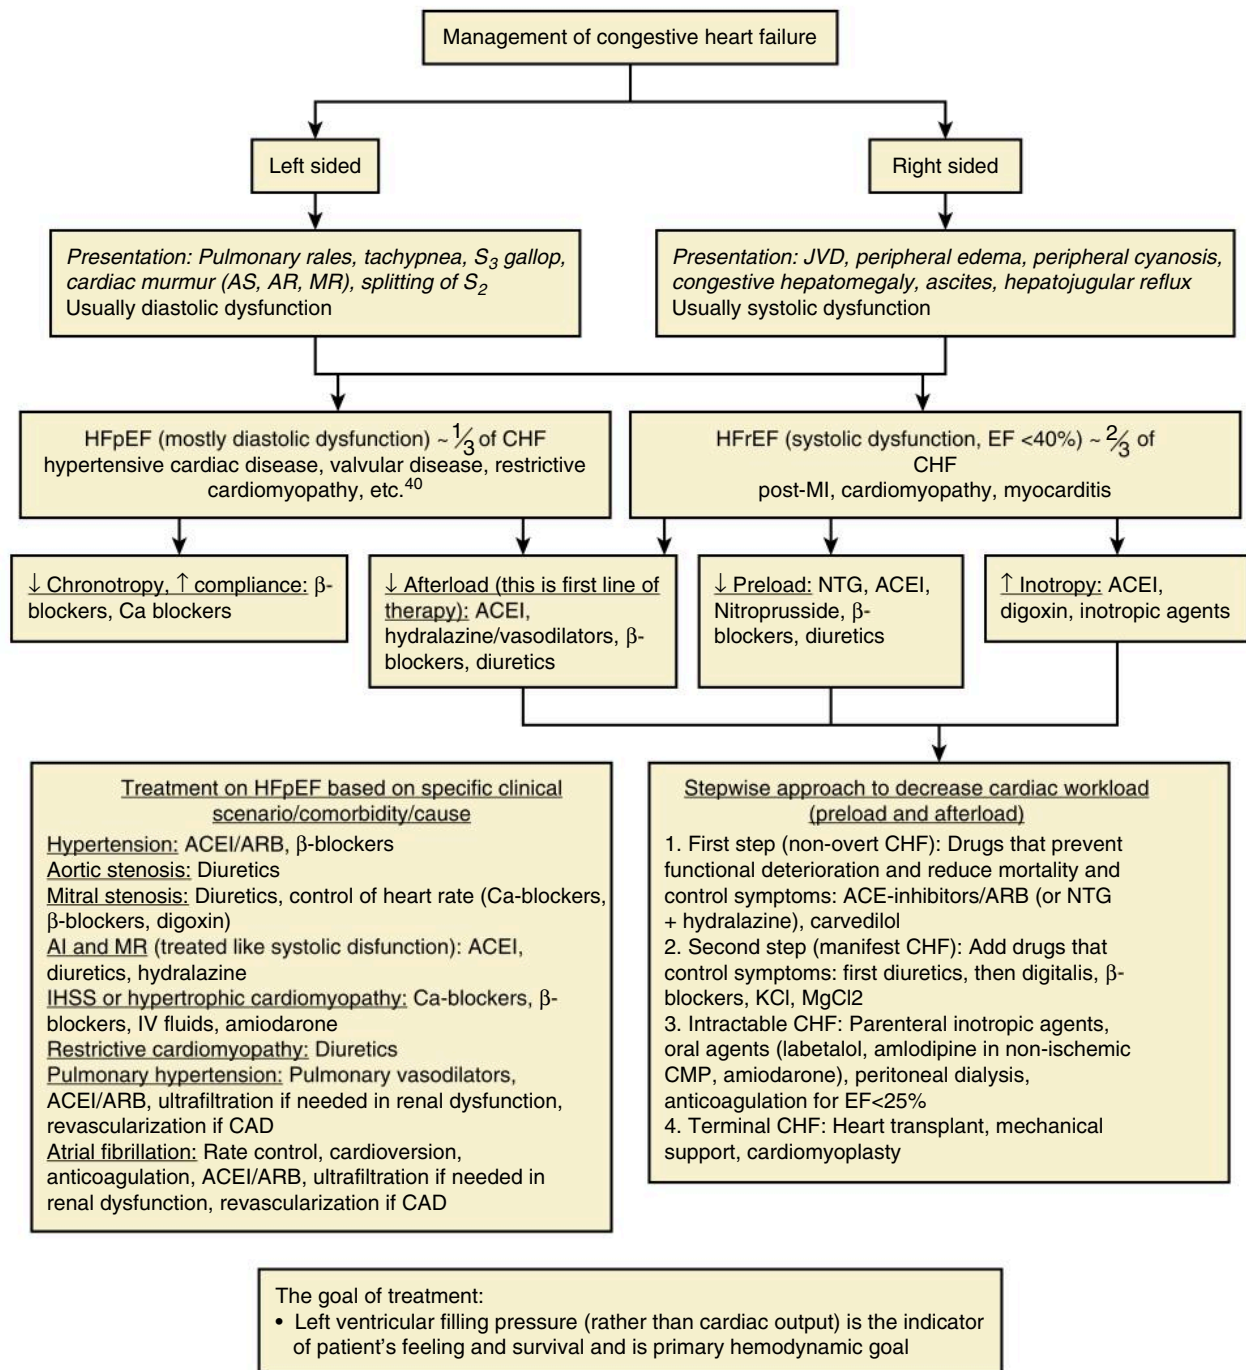 Management of congestive heart failure
Left sided
Right sided
Presentation: Pulmonary rales, tachypnea, S3 gallop,
cardiac murmur (AS, AR, MR), splitting of S2
Usually diastolic dysfunction
Presentation: JVD, peripheral edema, peripheral cyanosis,
congestive hepatomegaly, ascites, hepatojugular reflux
Usually systolic dysfunction
HFpEF (mostly diastolic dysfunction) ~ 1/3 of CHF
hypertensive cardiac disease, valvular disease, restrictive
cardiomyopathy, etc.40
HFrEF (systolic dysfunction, EF <40%) ~ 2/3 of
CHF
post-MI, cardiomyopathy, myocarditis
↓ Chronotropy, ↑ compliance: β-
blockers, Ca blockers
↓ Afterload (this is first line of
therapy): ACEI,
hydralazine/vasodilators, β-
blockers, diuretics
↓ Preload: NTG, ACEI,
Nitroprusside, β-
blockers, diuretics
↑ Inotropy: ACEI,
digoxin, inotropic agents
Treatment on HFpEF based on specific clinical
scenario/comorbidity/cause
Hypertension: ACEI/ARB, β-blockers
Aortic stenosis: Diuretics
Mitral stenosis: Diuretics, control of heart rate (Ca-blockers,
β-blockers, digoxin)
AI and MR (treated like systolic disfunction): ACEI,
diuretics, hydralazine
IHSS or hypertrophic cardiomyopathy: Ca-blockers, β-
blockers, IV fluids, amiodarone
Restrictive cardiomyopathy: Diuretics
Pulmonary hypertension: Pulmonary vasodilators,
ACEI/ARB, ultrafiltration if needed in renal dysfunction,
revascularization if CAD
Atrial fibrillation: Rate control, cardioversion,
anticoagulation, ACEI/ARB, ultrafiltration if needed in
renal dysfunction, revascularization if CAD
Stepwise approach to decrease cardiac workload
(preload and afterload)
1. First step (non-overt CHF): Drugs that prevent
functional deterioration and reduce mortality and
control symptoms: ACE-inhibitors/ARB (or NTG
+ hydralazine), carvedilol
2. Second step (manifest CHF): Add drugs that
control symptoms: first diuretics, then digitalis, β-
blockers, KCl, MgCl2
3. Intractable CHF: Parenteral inotropic agents,
oral agents (labetalol, amlodipine in non-ischemic
CMP, amiodarone), peritoneal dialysis,
anticoagulation for EF<25%
4. Terminal CHF: Heart transplant, mechanical
support, cardiomyoplasty
The goal of treatment:
• Left ventricular filling pressure (rather than cardiac output) is the indicator
of patient's feeling and survival and is primary hemodynamic goal